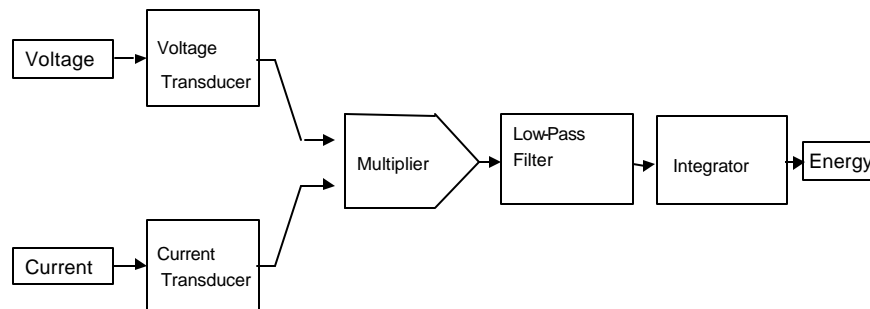 Voltage
Voltage
Transducer
Multiplier
Low-Pass
Filter
Integrator
Energy
Current
Current
Transducer